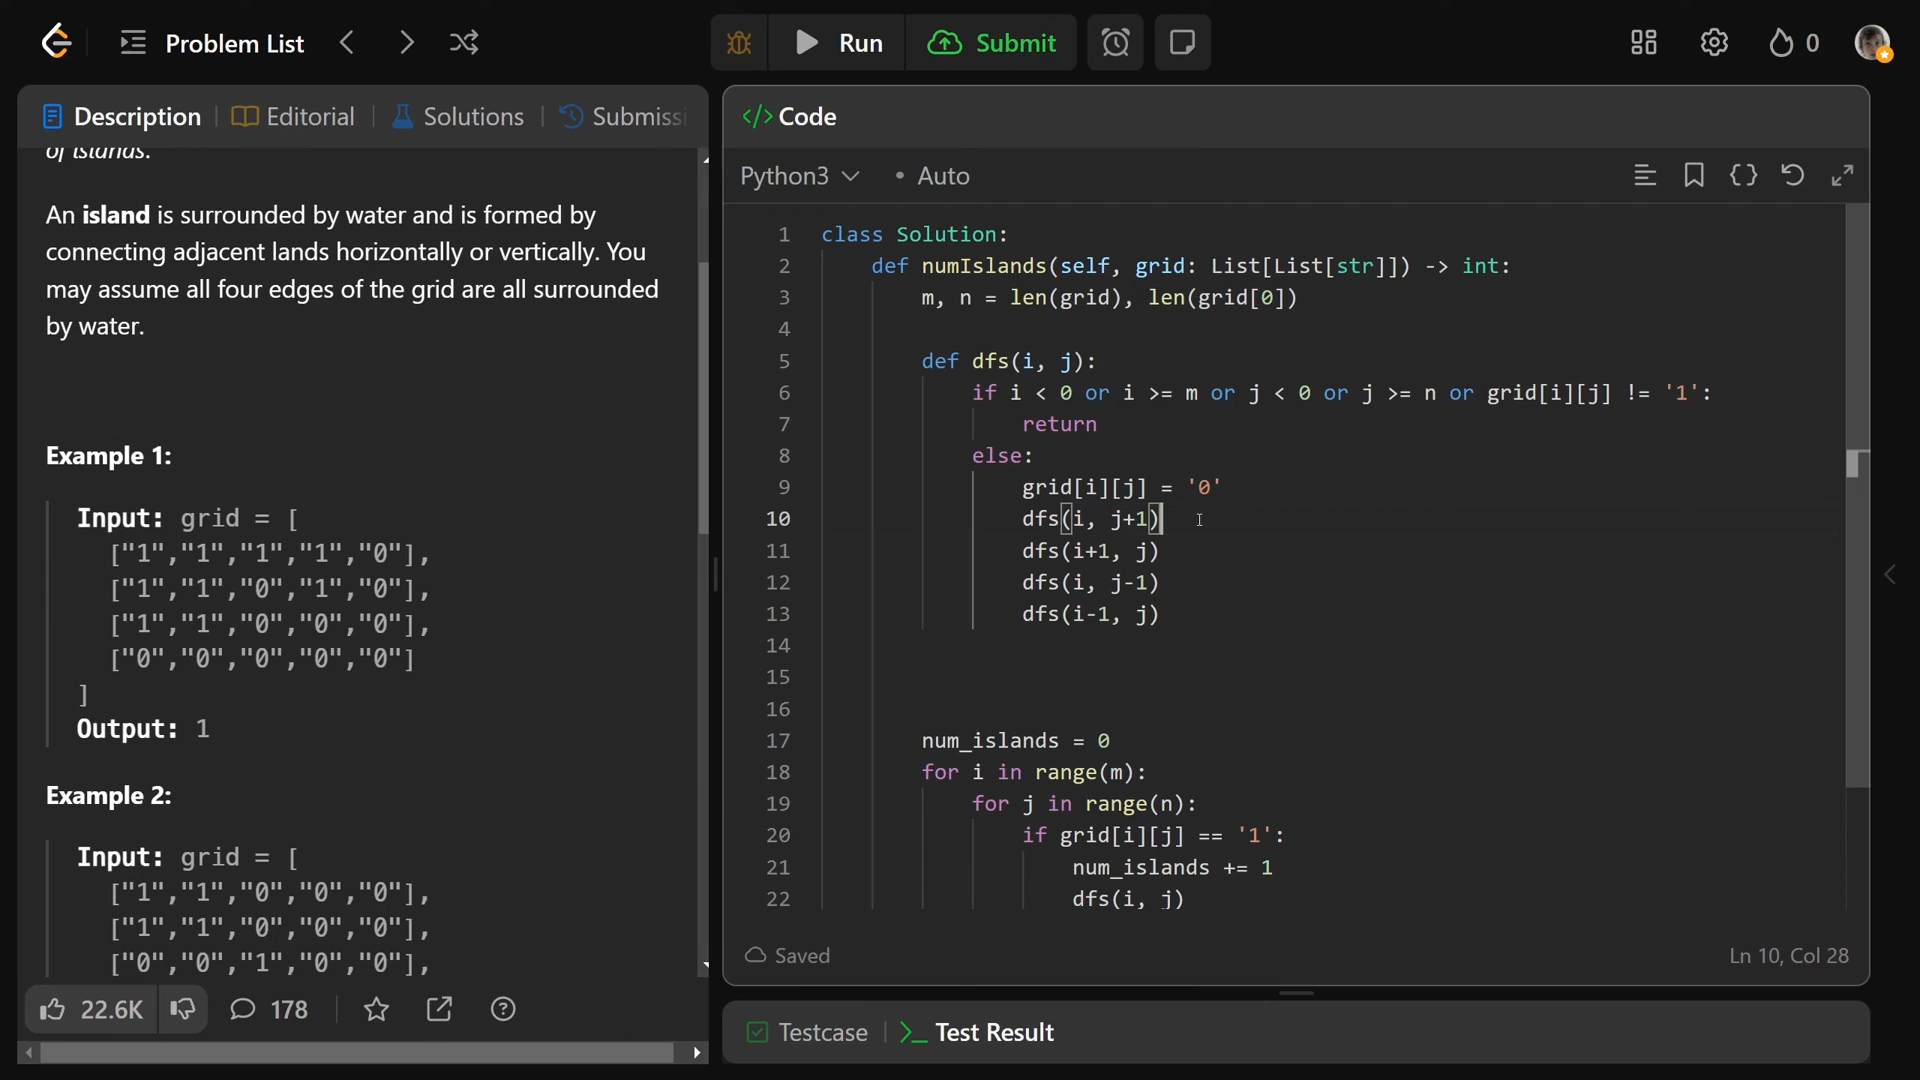 Problem List
Run
Submit
0
Description
Editorial
Solutions
Submissi
of islands.
An island is surrounded by water and is formed by
connecting adjacent lands horizontally or vertically. You
may assume all four edges of the grid are all surrounded
by water.
Example 1:
Input: grid = [
["1","1","1","1","0"],
["1","1","0","1","0"],
["1","1","0","0","0"],
["0","0","0","0","0"]
]
Output: 1
Example 2:
Input: grid = [
["1","1","0","0","0"],
["1","1","0","0","0"],
["0","0","1","0","0"],
22.6K
178
</> Code
Python3
• Auto
1 class Solution:
2 def numIslands(self, grid: List[List[str]]) -> int:
3 m, n = len(grid), len(grid[0])
4
5 def dfs(i, j):
6 if i < 0 or i >= m or j < 0 or j >= n or grid[i][j] != '1':
7 return
8 else:
9 grid[i][j] = '0'
10 dfs(i, j+1)
11 dfs(i+1, j)
12 dfs(i, j-1)
13 dfs(i-1, j)
14
15
16
17 num_islands = 0
18 for i in range(m):
19 for j in range(n):
20 if grid[i][j] == '1':
21 num_islands += 1
22 dfs(i, j)
Saved
Ln 10, Col 28
Testcase
>_ Test Result